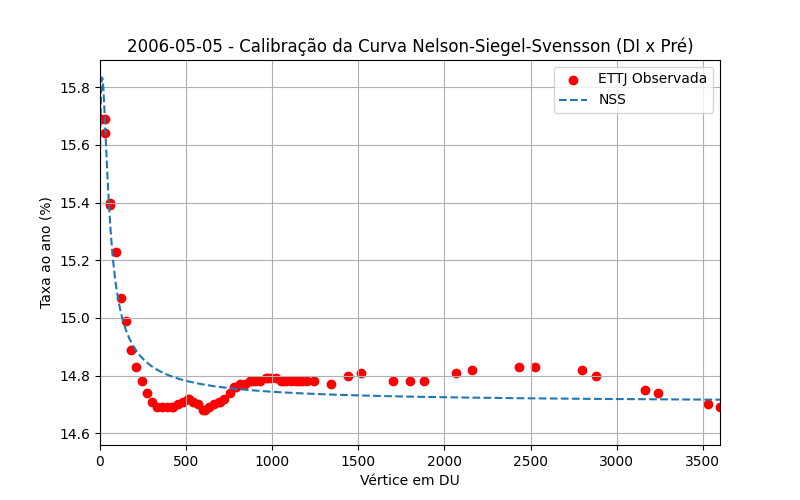 2006-05-05 - Calibração da Curva Nelson-Siegel-Svensson (DI x Pré)
ETTJ Observada
NSS
Taxa ao ano (%)
15.8
15.6
15.4
15.2
15.0
14.8
14.6
0 500 1000 1500 2000 2500 3000 3500
Vértice em DU